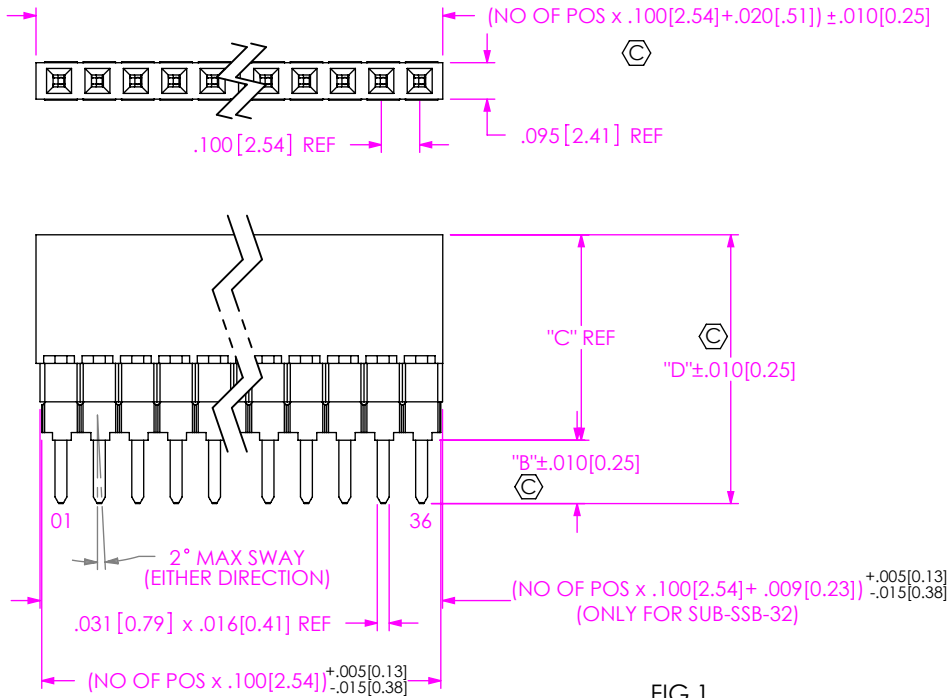 (NO OF POS x .100[2.54]+.020[.51]) ±.010[0.25]
C
.100[2.54] REF
.095[2.41] REF
"C" REF
C
"D"±.010[0.25]
"B"±.010[0.25]
C
01
36
2° MAX SWAY
(EITHER DIRECTION)
(NO OF POS x .100[2.54]+ .009[0.23]) +.005[0.13]
-.015[0.38]
(ONLY FOR SUB-SSB-32)
.031[0.79] x .016[0.41] REF
(NO OF POS x .100[2.54]) +.005[0.13]
-.015[0.38]
FIG 1